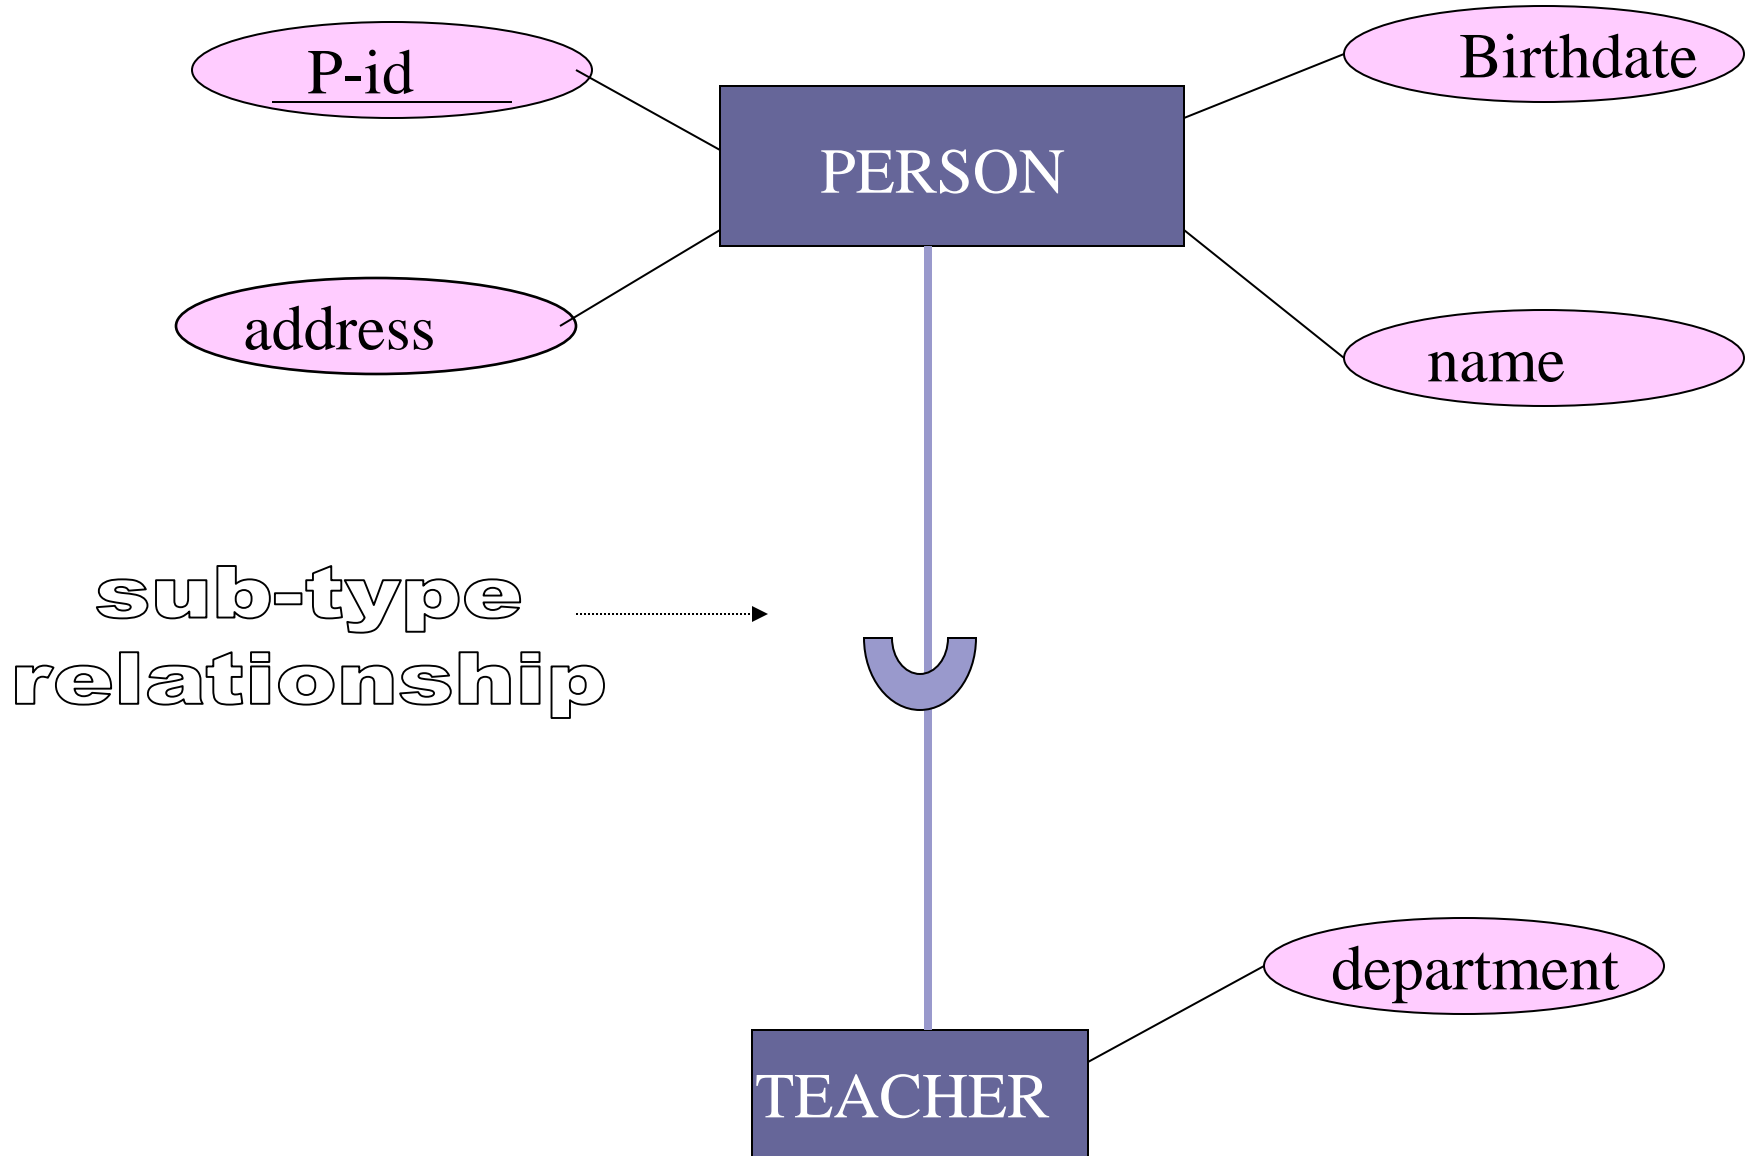 P-id
Birthdate
PERSON
address
name
sub-type
relationship
department
TEACHER